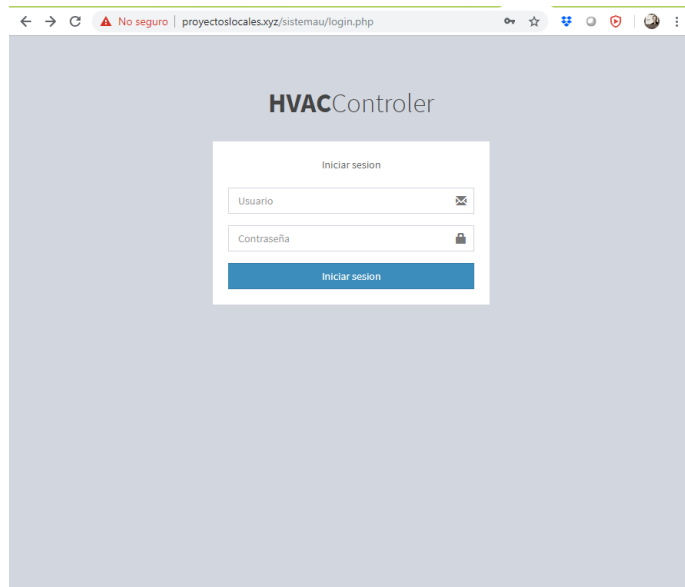 No seguro | proyectoslocales.xyz/sistemau/login.php
HVACControler
Iniciar sesion
Usuario
Contraseña
Iniciar sesion